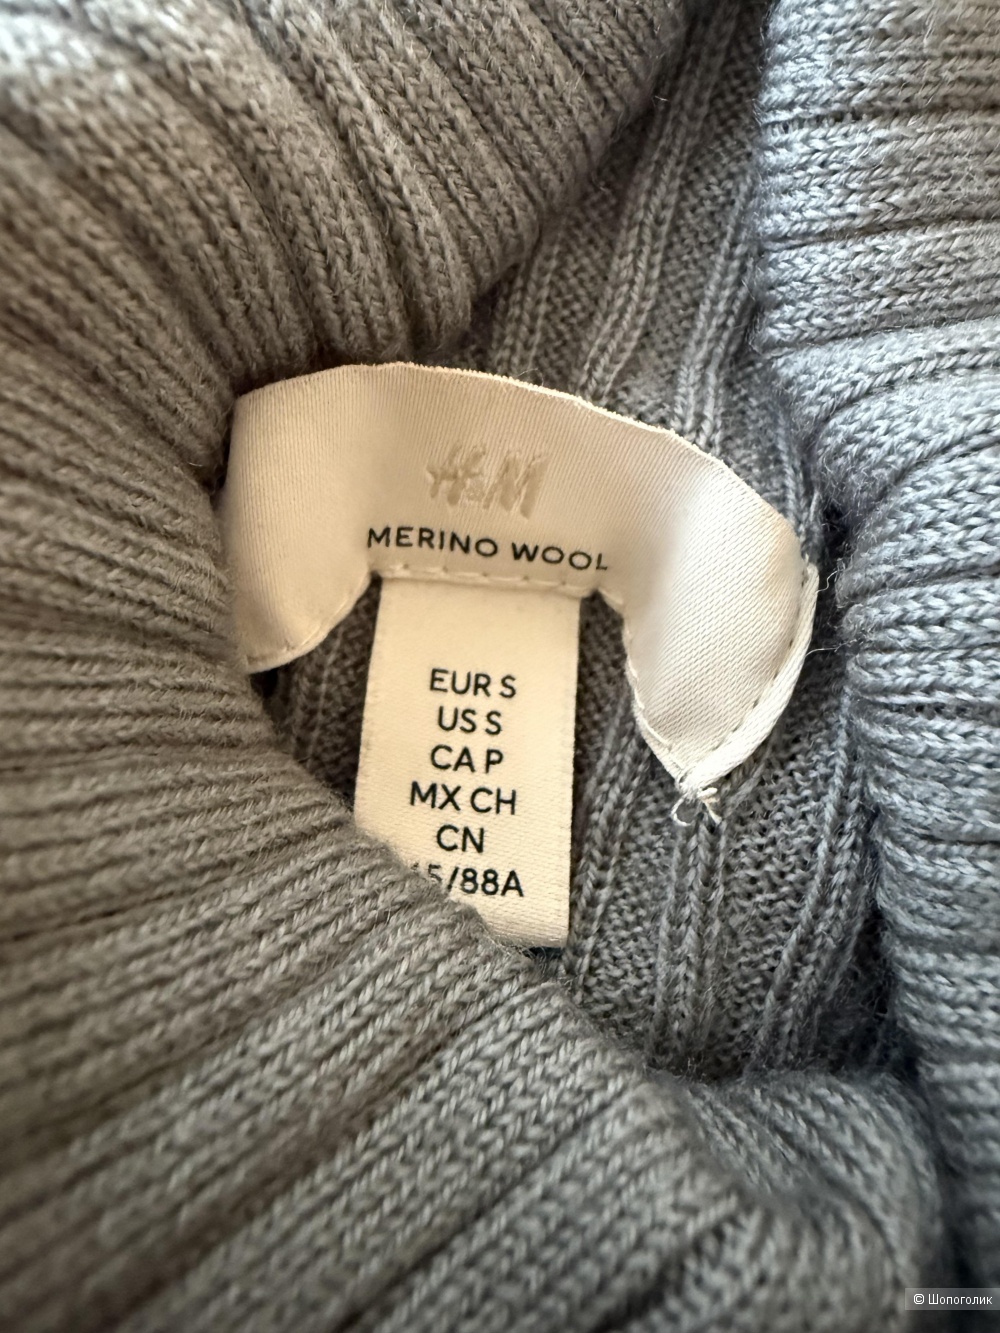 H&M
MERINO WOOL
EUR S
US S
CA P
MX CH
CN
5/88A
© Шопоголик